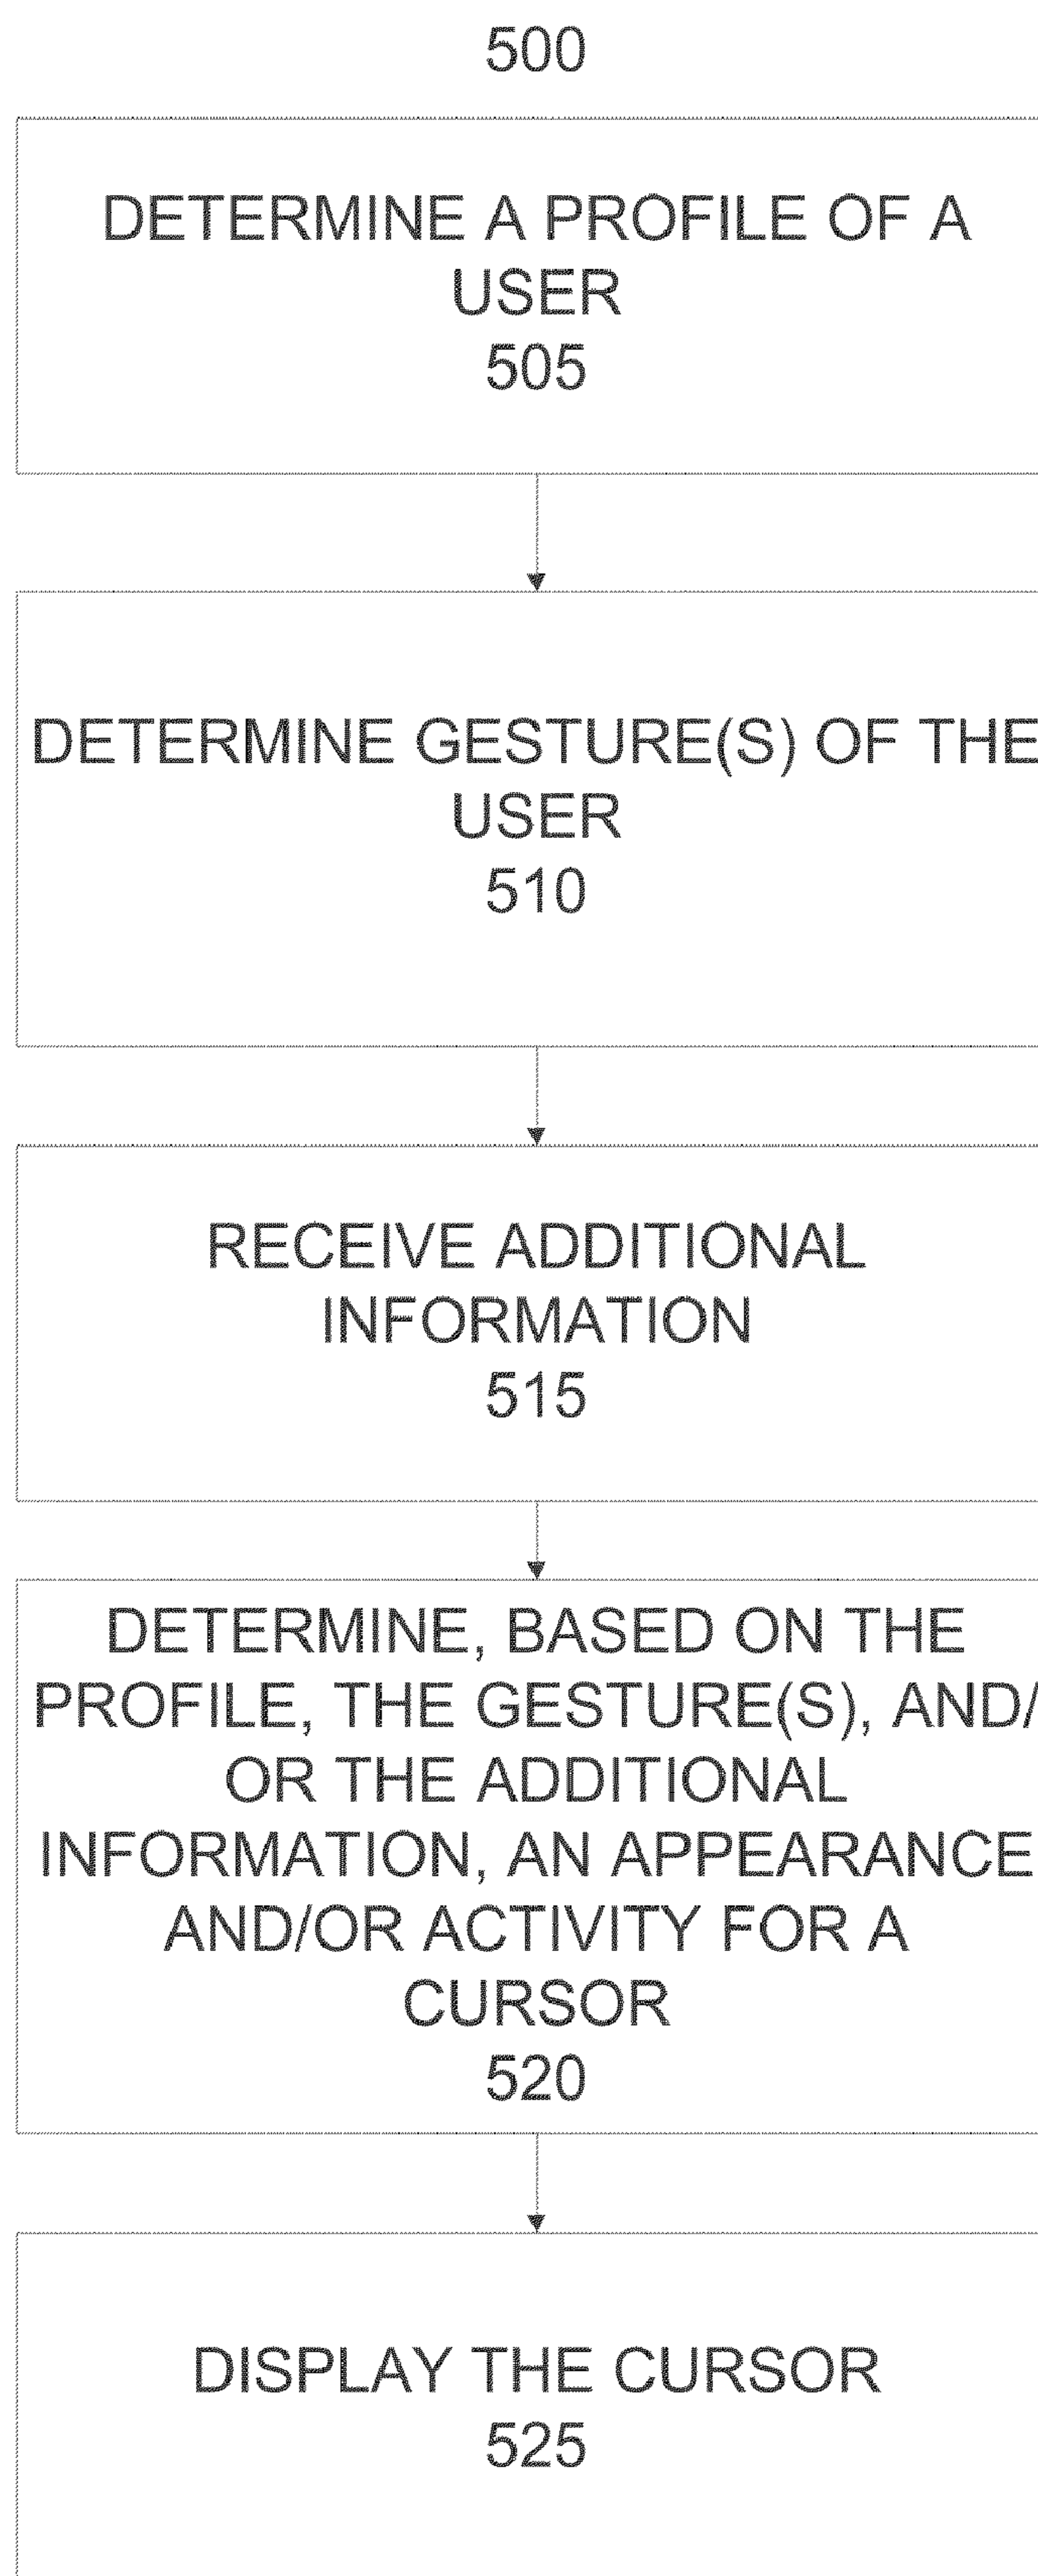 500
DETERMINE A PROFILE OF A
USER
505
DETERMINE GESTURE(S) OF THE
USER
510
RECEIVE ADDITIONAL
INFORMATION
515
DETERMINE, BASED ON THE
PROFILE, THE GESTURE(S), AND/
OR THE ADDITIONAL
INFORMATION, AN APPEARANCE
AND/OR ACTIVITY FOR A
CURSOR
520
DISPLAY THE CURSOR
525